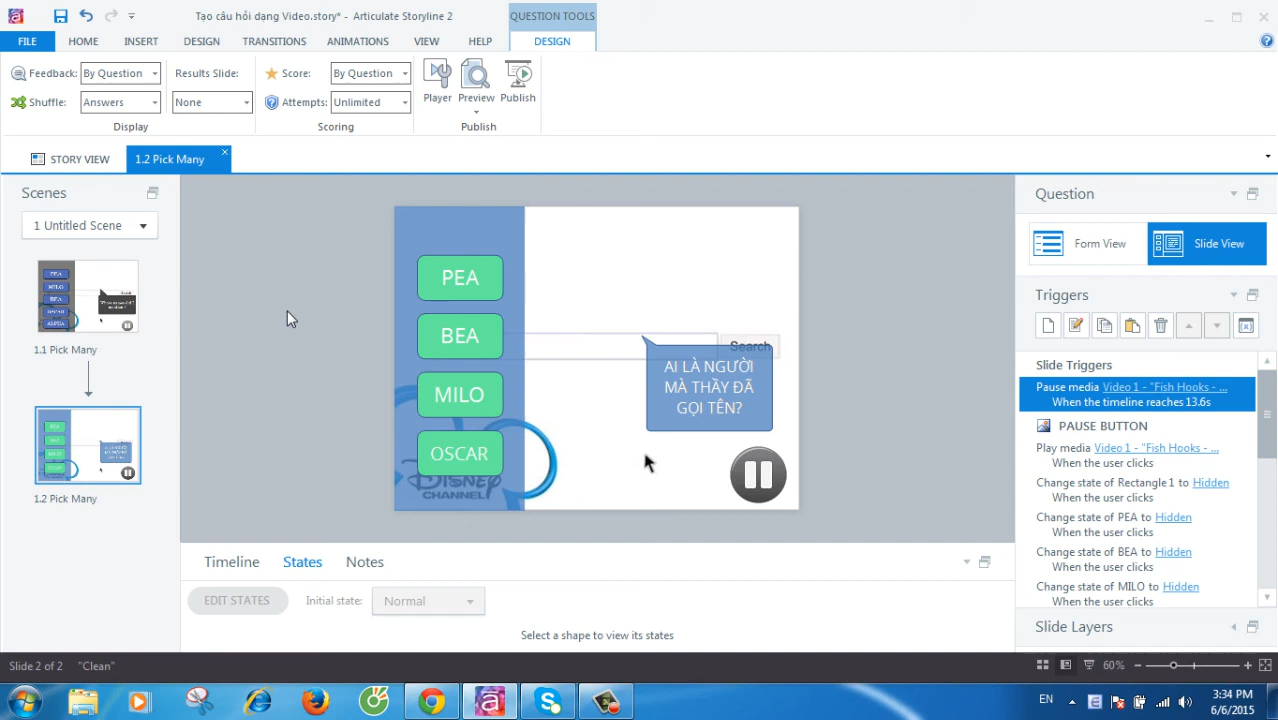 Tạo câu hỏi dạng Video.story* - Articulate Storyline 2
QUESTION TOOLS
FILE HOME INSERT DESIGN TRANSITIONS ANIMATIONS VIEW HELP DESIGN
Feedback: By Question Results Slide: Score: By Question
Shuffle: Answers None Attempts: Unlimited Player Preview Publish
Display Scoring Publish
STORY VIEW 1.2 Pick Many
Scenes
1 Untitled Scene
PEA
MILO
BEA
OSCAR
ALPHA
1.1 Pick Many
1.2 Pick Many
PEA
BEA
MILO
OSCAR
Search
AI LÀ NGƯỜI
MÀ THẦY ĐÃ
GỌI TÊN?
DISNEY
CHANNEL
Timeline States Notes
EDIT STATES Initial state: Normal
Select a shape to view its states
Question
Form View Slide View
Triggers
Slide Triggers
Pause media Video 1 - "Fish Hooks - ...
When the timeline reaches 13.6s
PAUSE BUTTON
Play media Video 1 - "Fish Hooks - ...
When the user clicks
Change state of Rectangle 1 to Hidden
When the user clicks
Change state of PEA to Hidden
When the user clicks
Change state of BEA to Hidden
When the user clicks
Change state of MILO to Hidden
When the user clicks
Slide Layers
Slide 2 of 2 "Clean" 60%
EN 3:34 PM
6/6/2015